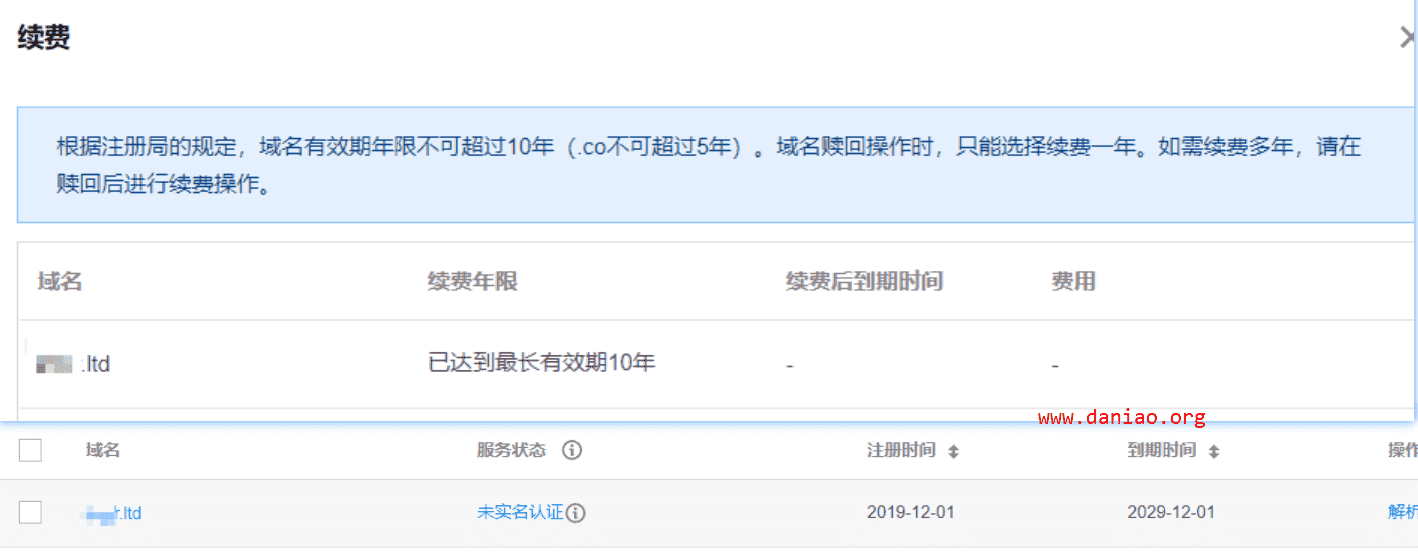 续费
根据注册局的规定，域名有效期年限不可超过10年（.co不可超过5年）。域名赎回操作时，只能选择续费一年。如需续费多年，请在
赎回后进行续费操作。
域名 续费年限 续费后到期时间 费用
.ltd 已达到最长有效期10年 - -
www.daniao.org
域名 服务状态 注册时间 到期时间 操作
r.ltd 未实名认证 2019-12-01 2029-12-01 解析